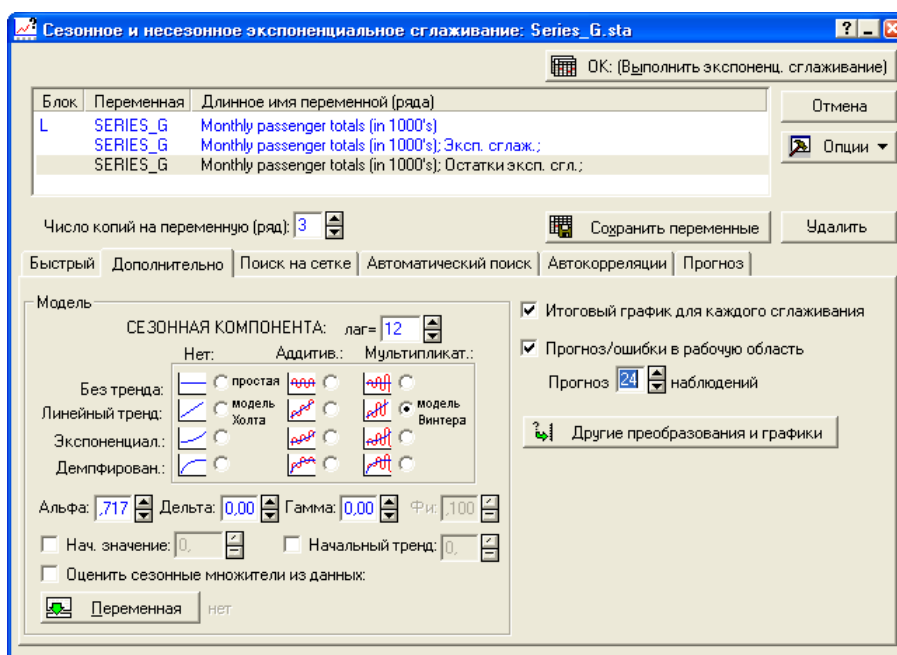 Сезонное и несезонное экспоненциальное сглаживание: Series_G.sta
ОК: (Выполнить экспоненц. сглаживание)
Блок Переменная Длинное имя переменной (ряда)
L SERIES_G Monthly passenger totals (in 1000's)
SERIES_G Monthly passenger totals (in 1000's); Эксп. сглаж.;
SERIES_G Monthly passenger totals (in 1000's); Остатки эксп. сгл.;
Отмена
Опции
Число копий на переменную (ряд): 3
Сохранить переменные
Удалить
Быстрый Дополнительно Поиск на сетке Автоматический поиск Автокорреляции Прогноз
Модель
СЕЗОННАЯ КОМПОНЕНТА: лаг= 12
Нет: Аддитив.: Мультипликат.:
Без тренда: простая
Линейный тренд: модель Холта модель Винтера
Экспоненциал.:
Демпфирован.:
Альфа: ,717 Дельта: 0,00 Гамма: 0,00 Фи: ,100
Нач. значение: 0, Начальный тренд: 0,
Оценить сезонные множители из данных:
Переменная нет
Итоговый график для каждого сглаживания
Прогноз/ошибки в рабочую область
Прогноз 24 наблюдений
Другие преобразования и графики